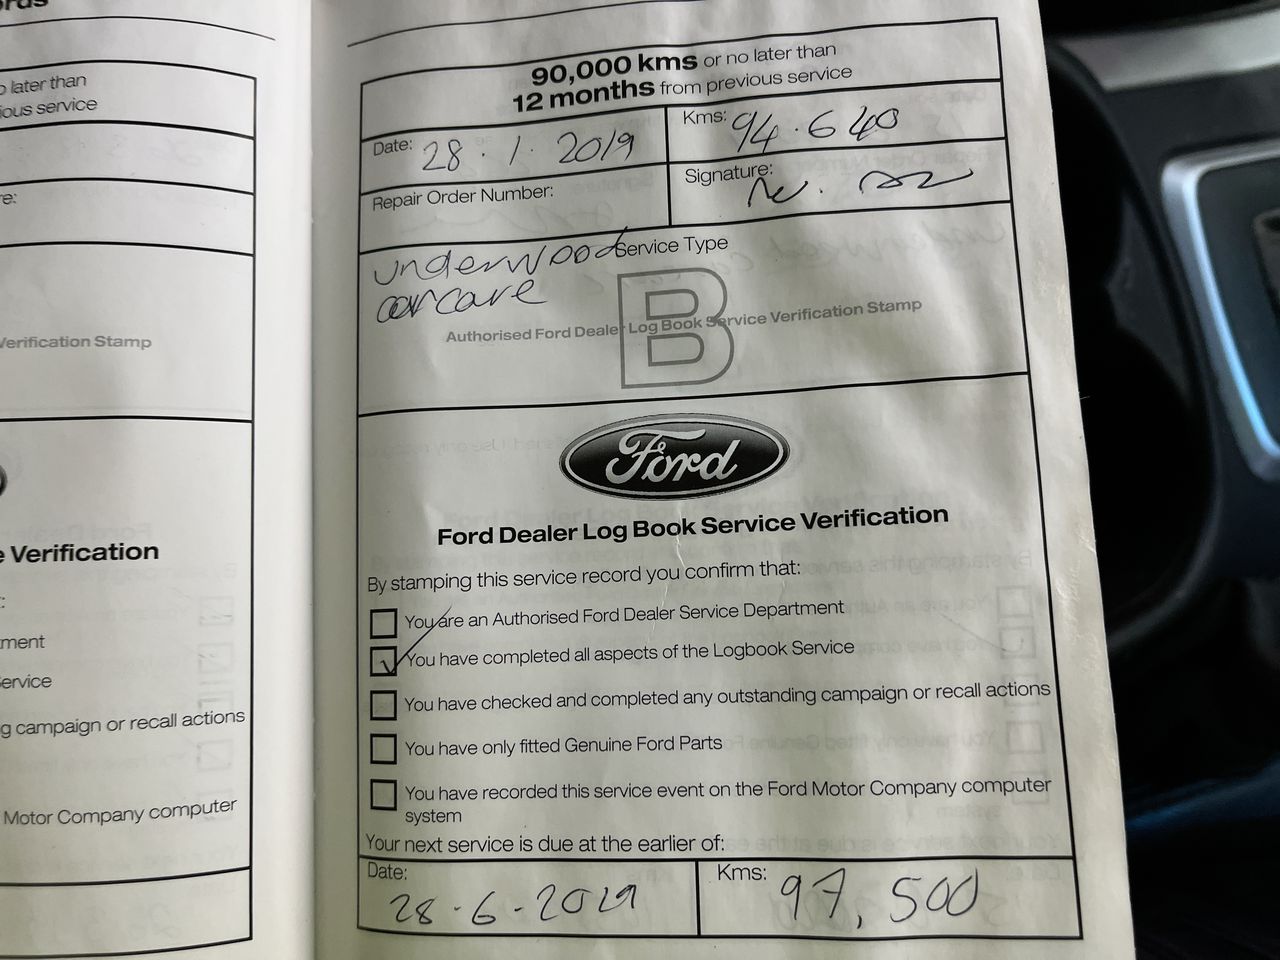 o later than
ious service
re:
Verification Stamp
e Verification
ment
Service
g campaign or recall actions
Motor Company computer
90,000 kms or no later than
12 months from previous service
Date: 28.1.2019
Kms: 94.640
Repair Order Number:
Signature:
Service Type
underwood
car care
B
Authorised Ford Dealer Log Book Service Verification Stamp
Ford
Ford Dealer Log Book Service Verification
By stamping this service record you confirm that:
You are an Authorised Ford Dealer Service Department
You have completed all aspects of the Logbook Service
You have checked and completed any outstanding campaign or recall actions
You have only fitted Genuine Ford Parts
You have recorded this service event on the Ford Motor Company computer
system
Your next service is due at the earlier of:
Date: 28-6-2019
Kms: 97,500